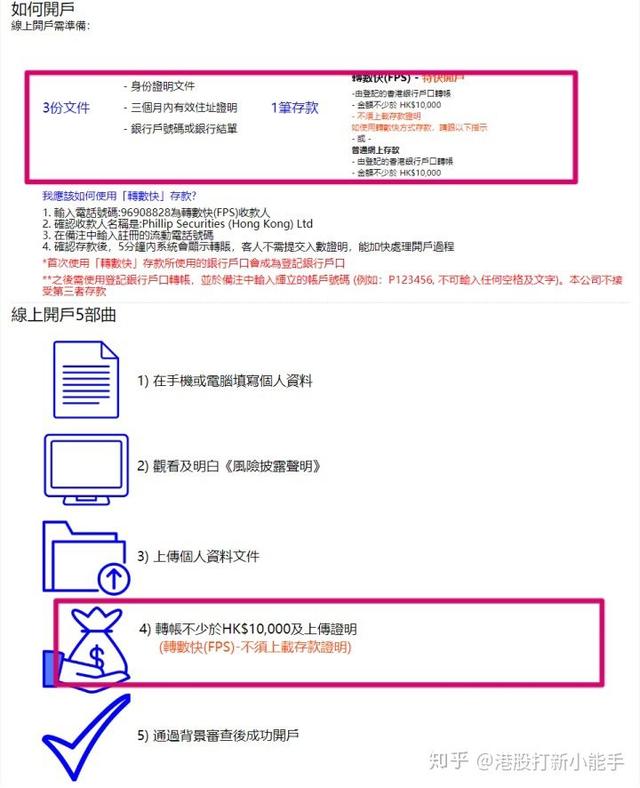 如何開戶
線上開戶需準備:
3份文件
- 身份證明文件
- 三個月內有效住址證明
- 銀行戶號碼或銀行結單
1筆存款
轉數快(FPS) - 特快開戶
-由登記的香港銀行戶口轉帳
- 金額不少於 HK$10,000
- 不須上載存款證明
如使用轉數快方式存款, 請跟以下指示
- 或 -
普通網上存款
- 由登記的香港銀行戶口轉帳
- 金額不少於 HK$10,000
我應該如何使用「轉數快」存款?
1. 輸入電話號碼:96908828為轉數快(FPS)收款人
2. 確認收款人名稱是:Phillip Securities (Hong Kong) Ltd
3. 在備注中輸入註冊的流動電話號碼
4. 確認存款後，5分鐘內系統會顯示轉賬，客人不需提交入數證明，能加快處理開戶過程
*首次使用「轉數快」存款所使用的銀行戶口會成為登記銀行戶口
**之後需使用登記銀行戶口轉帳，並於備注中輸入輝立的帳戶號碼 (例如：P123456, 不可輸入任何空格及文字)。本公司不接
受第三者存款
線上開戶5部曲
1) 在手機或電腦填寫個人資料
2) 觀看及明白《風險披露聲明》
3) 上傳個人資料文件
4) 轉帳不少於HK$10,000及上傳證明
(轉數快(FPS)-不須上載存款證明)
5) 通過背景審查後成功開戶
知乎 @港股打新小能手